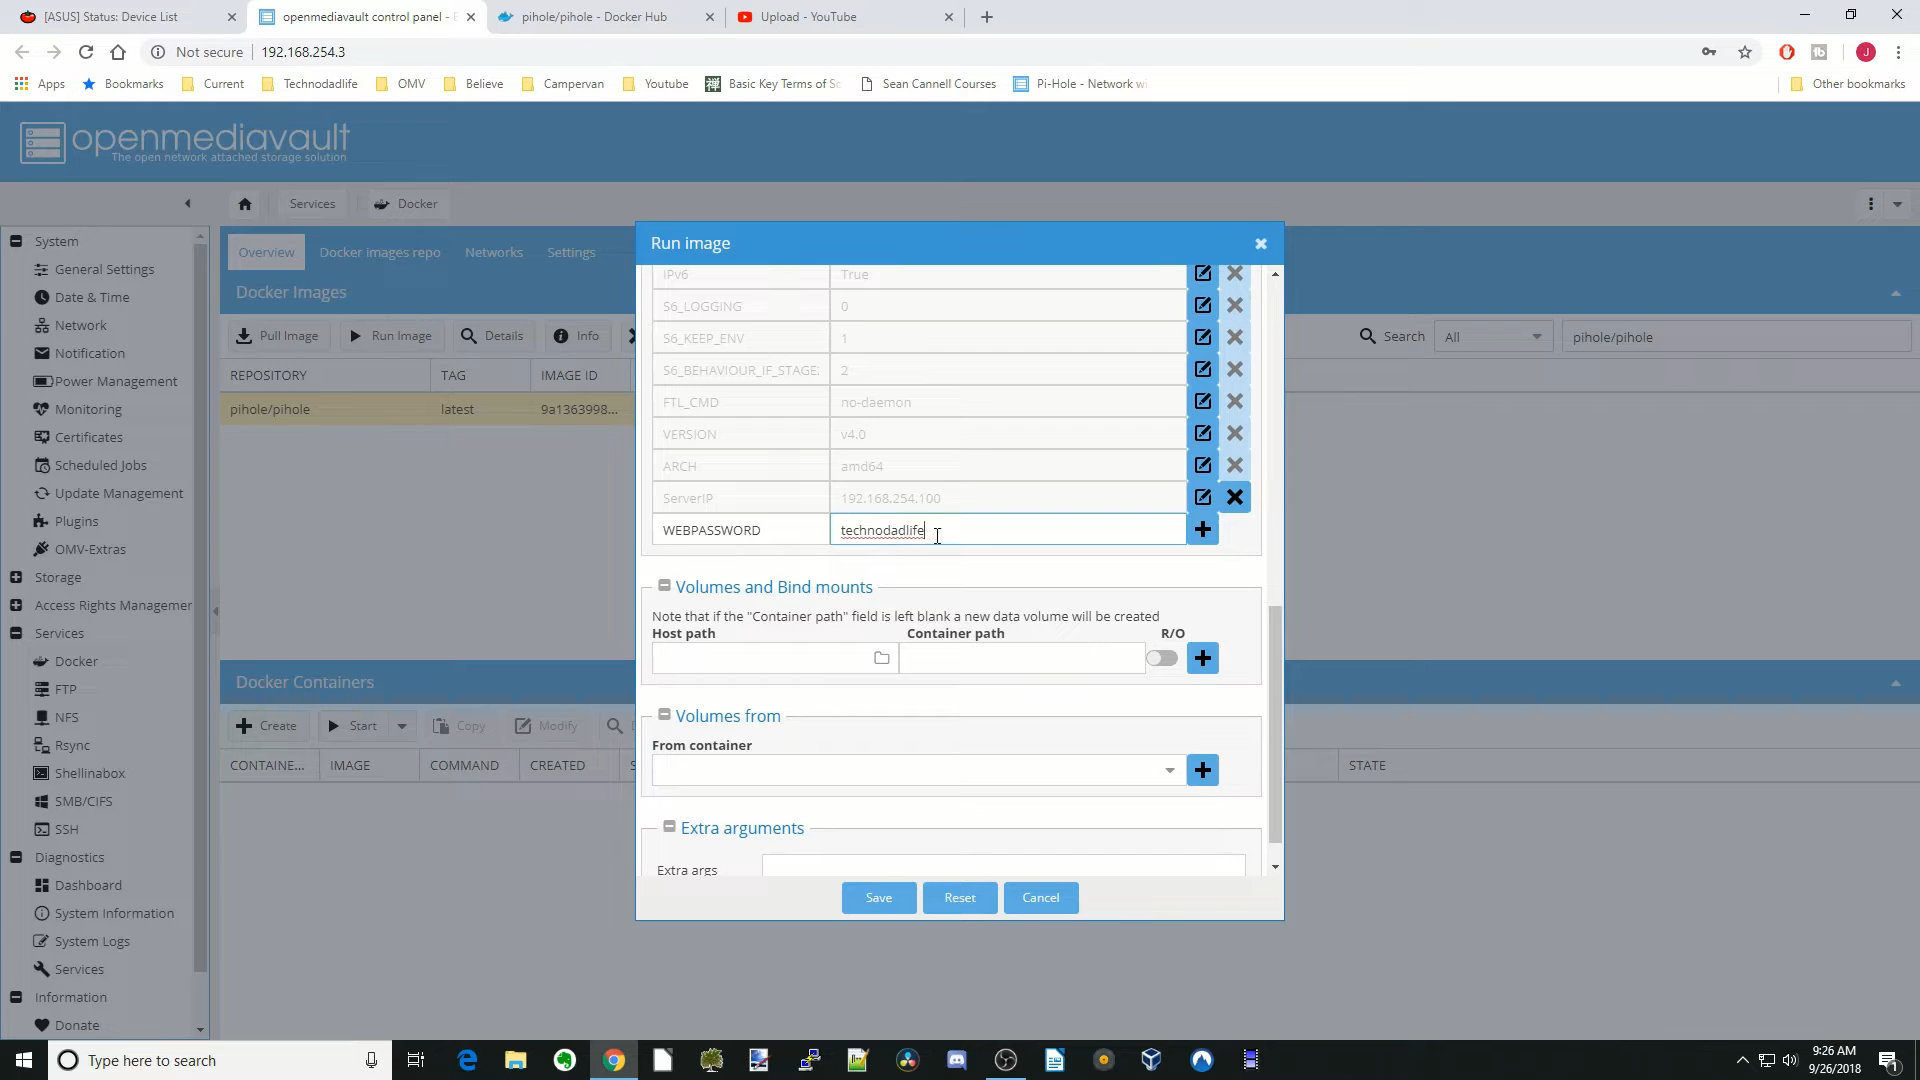 [ASUS] Status: Device List
openmediavault control panel -
pihole/pihole - Docker Hub
Upload - YouTube
Not secure
192.168.254.3
J
Apps
Bookmarks
Current
Technodadlife
OMV
Believe
Campervan
Youtube
Basic Key Terms of Sc
Sean Cannell Courses
Pi-Hole - Network wi
Other bookmarks
openmediavault
The open network attached storage solution
Services
Docker
System
General Settings
Date & Time
Network
Notification
Power Management
Monitoring
Certificates
Scheduled Jobs
Update Management
Plugins
OMV-Extras
Storage
Access Rights Managemer
Services
Docker
FTP
NFS
Rsync
Shellinabox
SMB/CIFS
SSH
Diagnostics
Dashboard
System Information
System Logs
Services
Information
Donate
Overview
Docker images repo
Networks
Settings
Docker Images
Pull Image
Run Image
Details
Info
Search
All
pihole/pihole
REPOSITORY
TAG
IMAGE ID
pihole/pihole
latest
9a1363998...
Docker Containers
Create
Start
Copy
Modify
CONTAINE...
IMAGE
COMMAND
CREATED
STATE
Run image
IPv6
True
S6_LOGGING
0
S6_KEEP_ENV
1
S6_BEHAVIOUR_IF_STAGE:
2
FTL_CMD
no-daemon
VERSION
v4.0
ARCH
amd64
ServerIP
192.168.254.100
WEBPASSWORD
technodadlife
Volumes and Bind mounts
Note that if the "Container path" field is left blank a new data volume will be created
Host path
Container path
R/O
Volumes from
From container
Extra arguments
Extra args
Save
Reset
Cancel
Type here to search
9:26 AM
9/26/2018
1